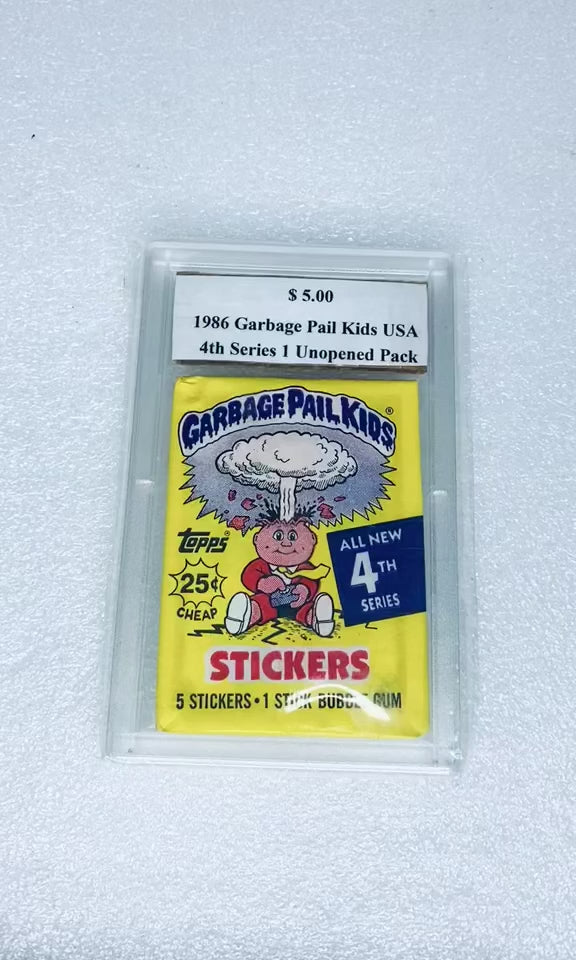 $ 5.00
1986 Garbage Pail Kids USA
4th Series 1 Unopened Pack
GARBAGE PAIL KIDS®
topps®
25¢
CHEAP
ALL NEW
4TH
SERIES
STICKERS
5 STICKERS • 1 STICK BUBBLE GUM